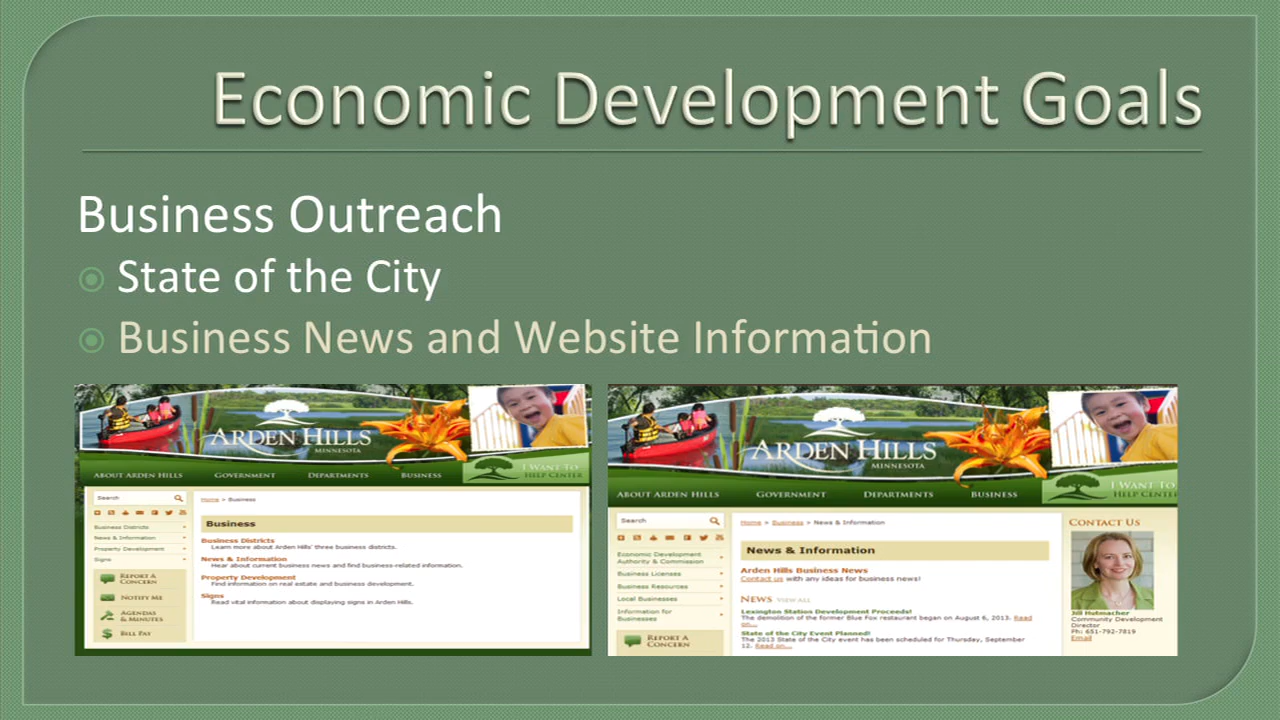 Economic Development Goals
Business Outreach
State of the City
Business News and Website Information
ARDEN HILLS
MINNESOTA
ABOUT ARDEN HILLS GOVERNMENT DEPARTMENTS BUSINESS
I WANT TO
HELP CENTER
Search
Home > Business
Business Districts
News & Information
Property Development
Signs
REPORT A
CONCERN
NOTIFY ME
AGENDAS
& MINUTES
BILL PAY
Business
Business Districts
Learn more about Arden Hills' three business districts.
News & Information
Hear about current business news and find business-related information.
Property Development
Find information on real estate and business development.
Signs
Read vital information about displaying signs in Arden Hills.
ARDEN HILLS
MINNESOTA
ABOUT ARDEN HILLS GOVERNMENT DEPARTMENTS BUSINESS
I WANT TO
HELP CENTER
Search
Home > Business > News & Information
Economic Development
Authority & Commission
Business Licenses
Business Resources
Local Businesses
Information for
Businesses
REPORT A
CONCERN
News & Information
Arden Hills Business News
Contact us with any ideas for business news!
NEWS VIEW ALL
Lexington Station Development Proceeds!
The demolition of the former Blue Fox restaurant began on August 6, 2013. Read
on...
State of the City Event Planned!
The 2013 State of the City event has been scheduled for Thursday, September
12. Read on...
CONTACT US
Jill Hutmacher
Community Development
Director
Ph: 651-792-7819
Email